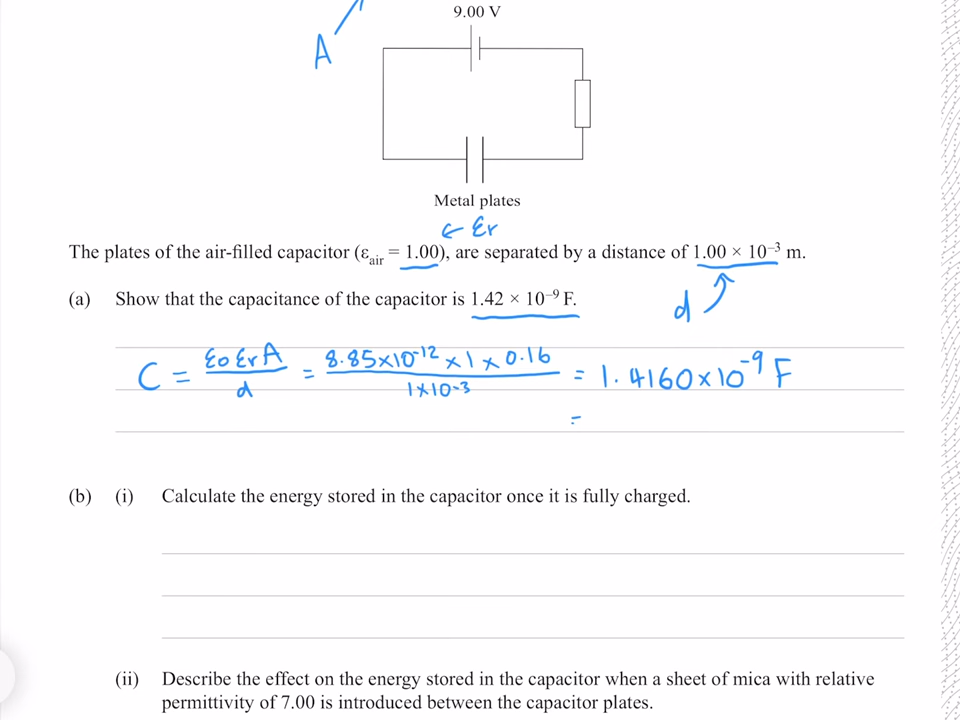 9.00 V
A
Metal plates
← εr
The plates of the air-filled capacitor (εair = 1.00), are separated by a distance of 1.00 × 10⁻³ m.
(a) Show that the capacitance of the capacitor is 1.42 × 10⁻⁹ F.
d
C = ε0 εr A / d = 8.85×10⁻¹² × 1 × 0.16 / 1×10⁻³ = 1.4160×10⁻⁹ F
=
(b) (i) Calculate the energy stored in the capacitor once it is fully charged.
(ii) Describe the effect on the energy stored in the capacitor when a sheet of mica with relative
permittivity of 7.00 is introduced between the capacitor plates.